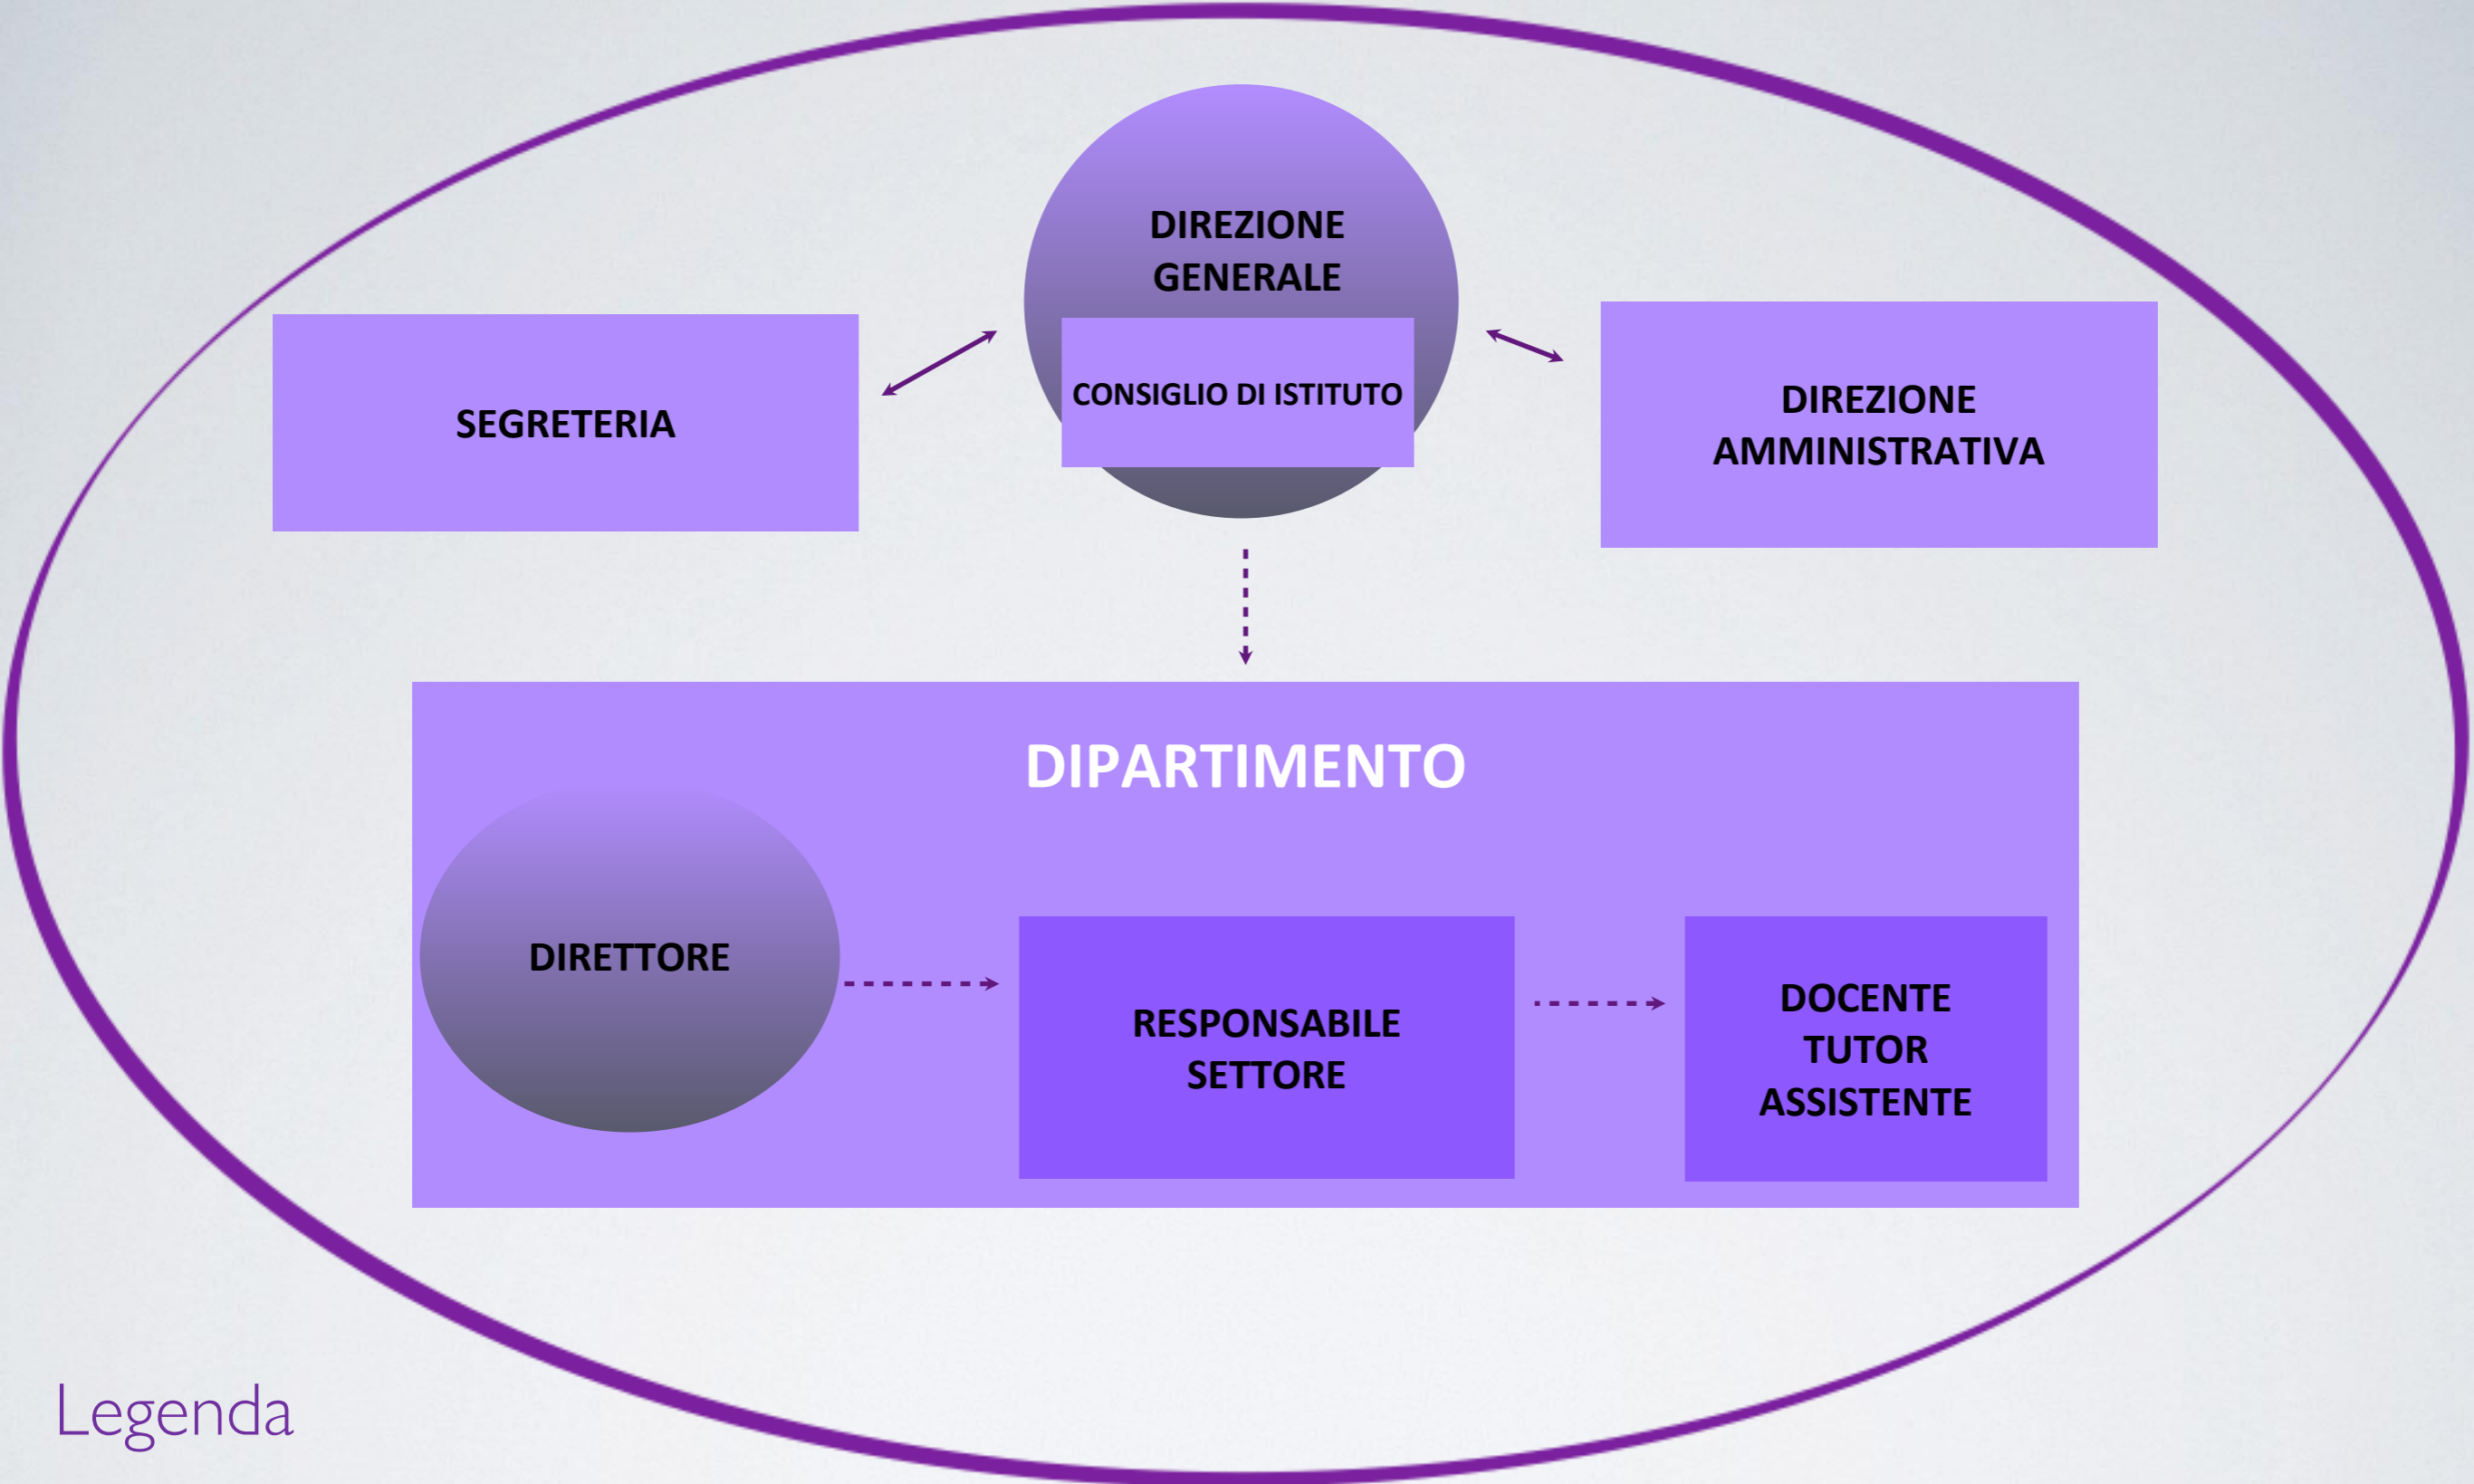 DIREZIONE
GENERALE
CONSIGLIO DI ISTITUTO
SEGRETERIA
DIREZIONE
AMMINISTRATIVA
DIPARTIMENTO
DIRETTORE
RESPONSABILE
SETTORE
DOCENTE
TUTOR
ASSISTENTE
Legenda